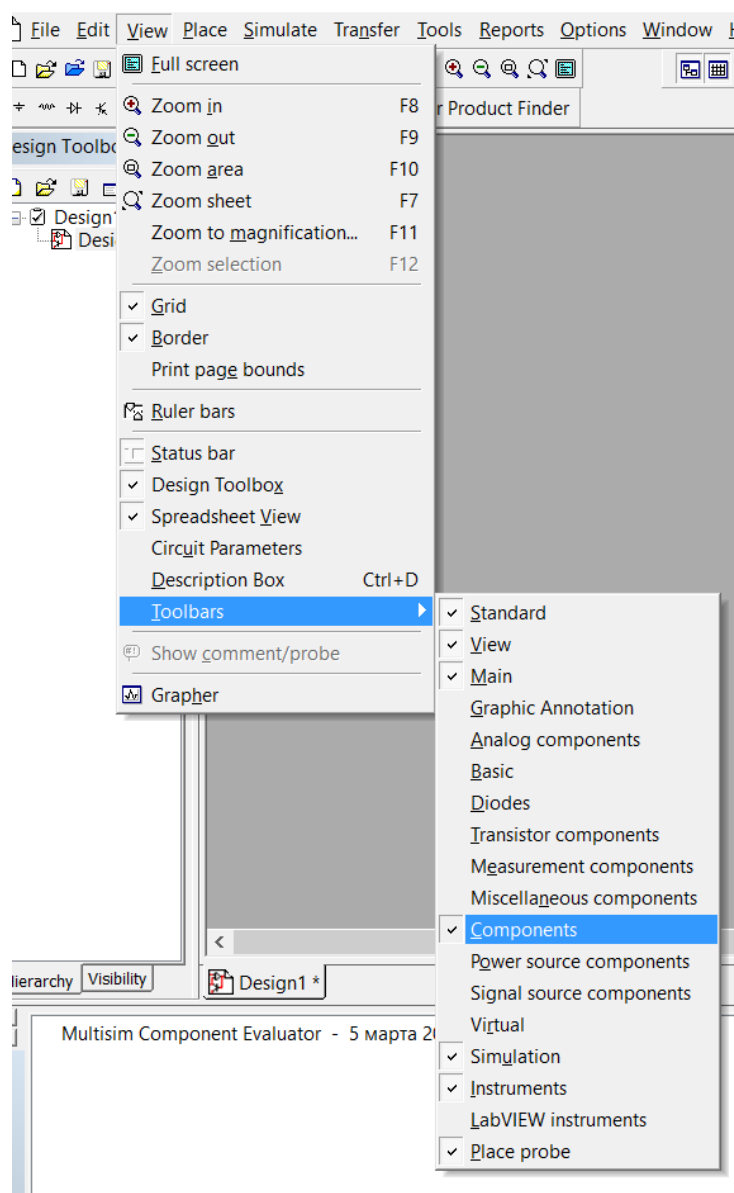 File Edit View Place Simulate Transfer Tools Reports Options Window
Full screen
Zoom in F8
r Product Finder
Zoom out F9
esign Toolbo
Zoom area F10
Zoom sheet F7
Design1
Zoom to magnification... F11
Desi
Zoom selection F12
Grid
Border
Print page bounds
Ruler bars
Status bar
Design Toolbox
Spreadsheet View
Circuit Parameters
Description Box Ctrl+D
Toolbars
Show comment/probe
Grapher
Standard
View
Main
Graphic Annotation
Analog components
Basic
Diodes
Transistor components
Measurement components
Miscellaneous components
Components
Power source components
Signal source components
Virtual
Simulation
Instruments
LabVIEW instruments
Place probe
ierarchy Visibility
Design1 *
Multisim Component Evaluator - 5 марта 2